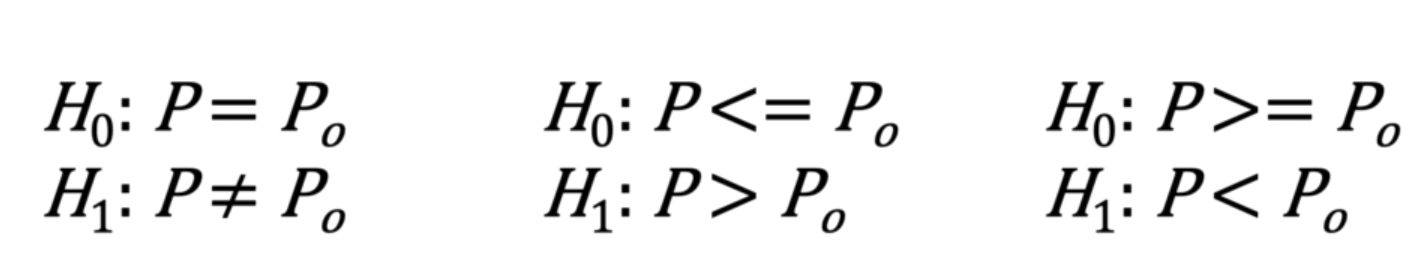 H₀: P = Pₒ
H₁: P ≠ Pₒ
H₀: P <= Pₒ
H₁: P > Pₒ
H₀: P >= Pₒ
H₁: P < Pₒ